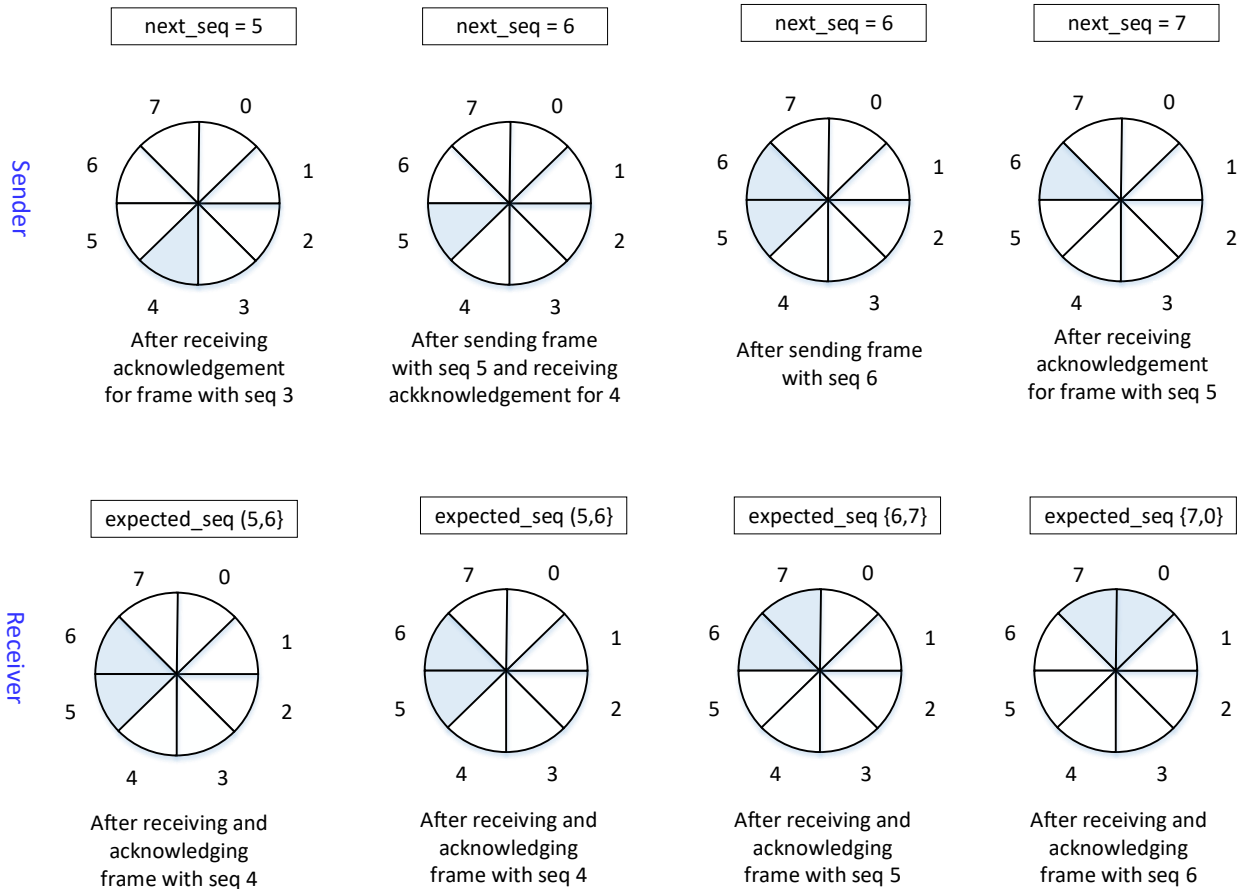 next_seq = 5
next_seq = 6
next_seq = 6
next_seq = 7
Sender
7 0
6 1
5 2
4 3
7 0
6 1
5 2
4 3
7 0
6 1
5 2
4 3
7 0
6 1
5 2
4 3
After receiving
acknowledgement
for frame with seq 3
After sending frame
with seq 5 and receiving
ackknowledgement for 4
After sending frame
with seq 6
After receiving
acknowledgement
for frame with seq 5
expected_seq (5,6}
expected_seq (5,6}
expected_seq {6,7}
expected_seq {7,0}
Receiver
7 0
6 1
5 2
4 3
7 0
6 1
5 2
4 3
7 0
6 1
5 2
4 3
7 0
6 1
5 2
4 3
After receiving and
acknowledging
frame with seq 4
After receiving and
acknowledging
frame with seq 4
After receiving and
acknowledging
frame with seq 5
After receiving and
acknowledging
frame with seq 6